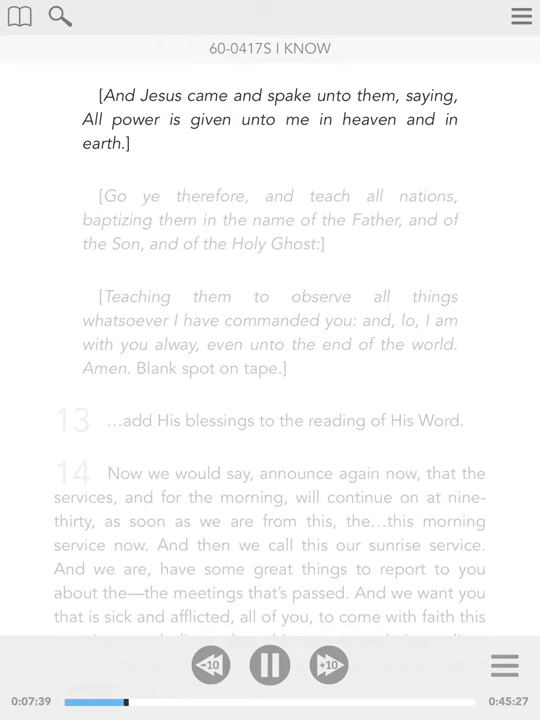 60-0417S I KNOW
[And Jesus came and spake unto them, saying,
All power is given unto me in heaven and in
earth.]
[Go ye therefore, and teach all nations,
baptizing them in the name of the Father, and of
the Son, and of the Holy Ghost:]
[Teaching them to observe all things
whatsoever I have commanded you: and, lo, I am
with you alway, even unto the end of the world.
Amen. Blank spot on tape.]
13 …add His blessings to the reading of His Word.
14 Now we would say, announce again now, that the
services, and for the morning, will continue on at nine-
thirty, as soon as we are from this, the…this morning
service now. And then we call this our sunrise service.
And we are, have some great things to report to you
about the—the meetings that's passed. And we want you
that is sick and afflicted, all of you, to come with faith this
-10 +10
0:07:39 0:45:27